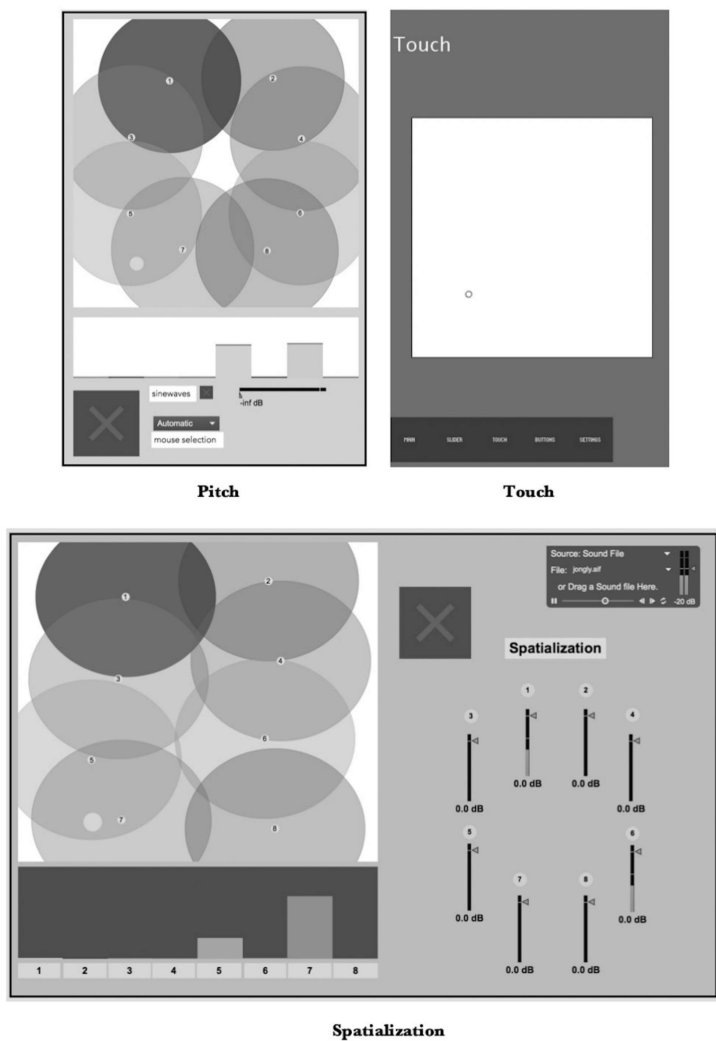 1
2
3
4
5
6
7
8
sinewaves
-inf dB
Automatic
mouse selection
Touch
MAIN SLIDER TOUCH BUTTONS SETTINGS
Pitch Touch
1
2
3
4
5
6
7
8
1 2 3 4 5 6 7 8
Source: Sound File
File: jongly.aif
or Drag a Sound file Here.
-20 dB
Spatialization
1 2
3 4
0.0 dB 0.0 dB
0.0 dB 0.0 dB
5 6
7 8
0.0 dB 0.0 dB
0.0 dB 0.0 dB
Spatialization